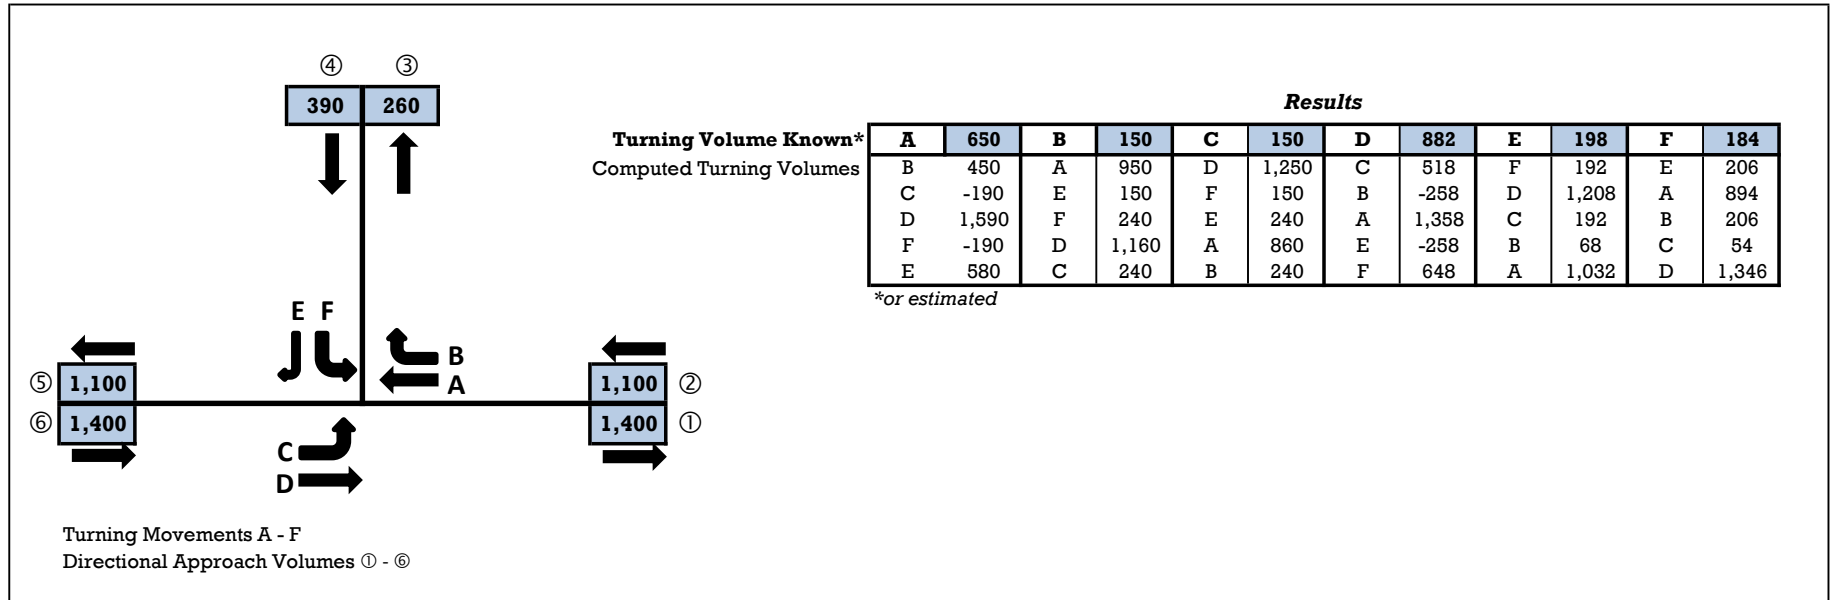 ④ ③
390 260
Results
Turning Volume Known* A 650 B 150 C 150 D 882 E 198 F 184
Computed Turning Volumes B 450 A 950 D 1,250 C 518 F 192 E 206
C -190 E 150 F 150 B -258 D 1,208 A 894
D 1,590 F 240 E 240 A 1,358 C 192 B 206
F -190 D 1,160 A 860 E -258 B 68 C 54
E 580 C 240 B 240 F 648 A 1,032 D 1,346
*or estimated
E F
B
A
⑤ 1,100 1,100 ②
⑥ 1,400 1,400 ①
C
D
Turning Movements A - F
Directional Approach Volumes ① - ⑥